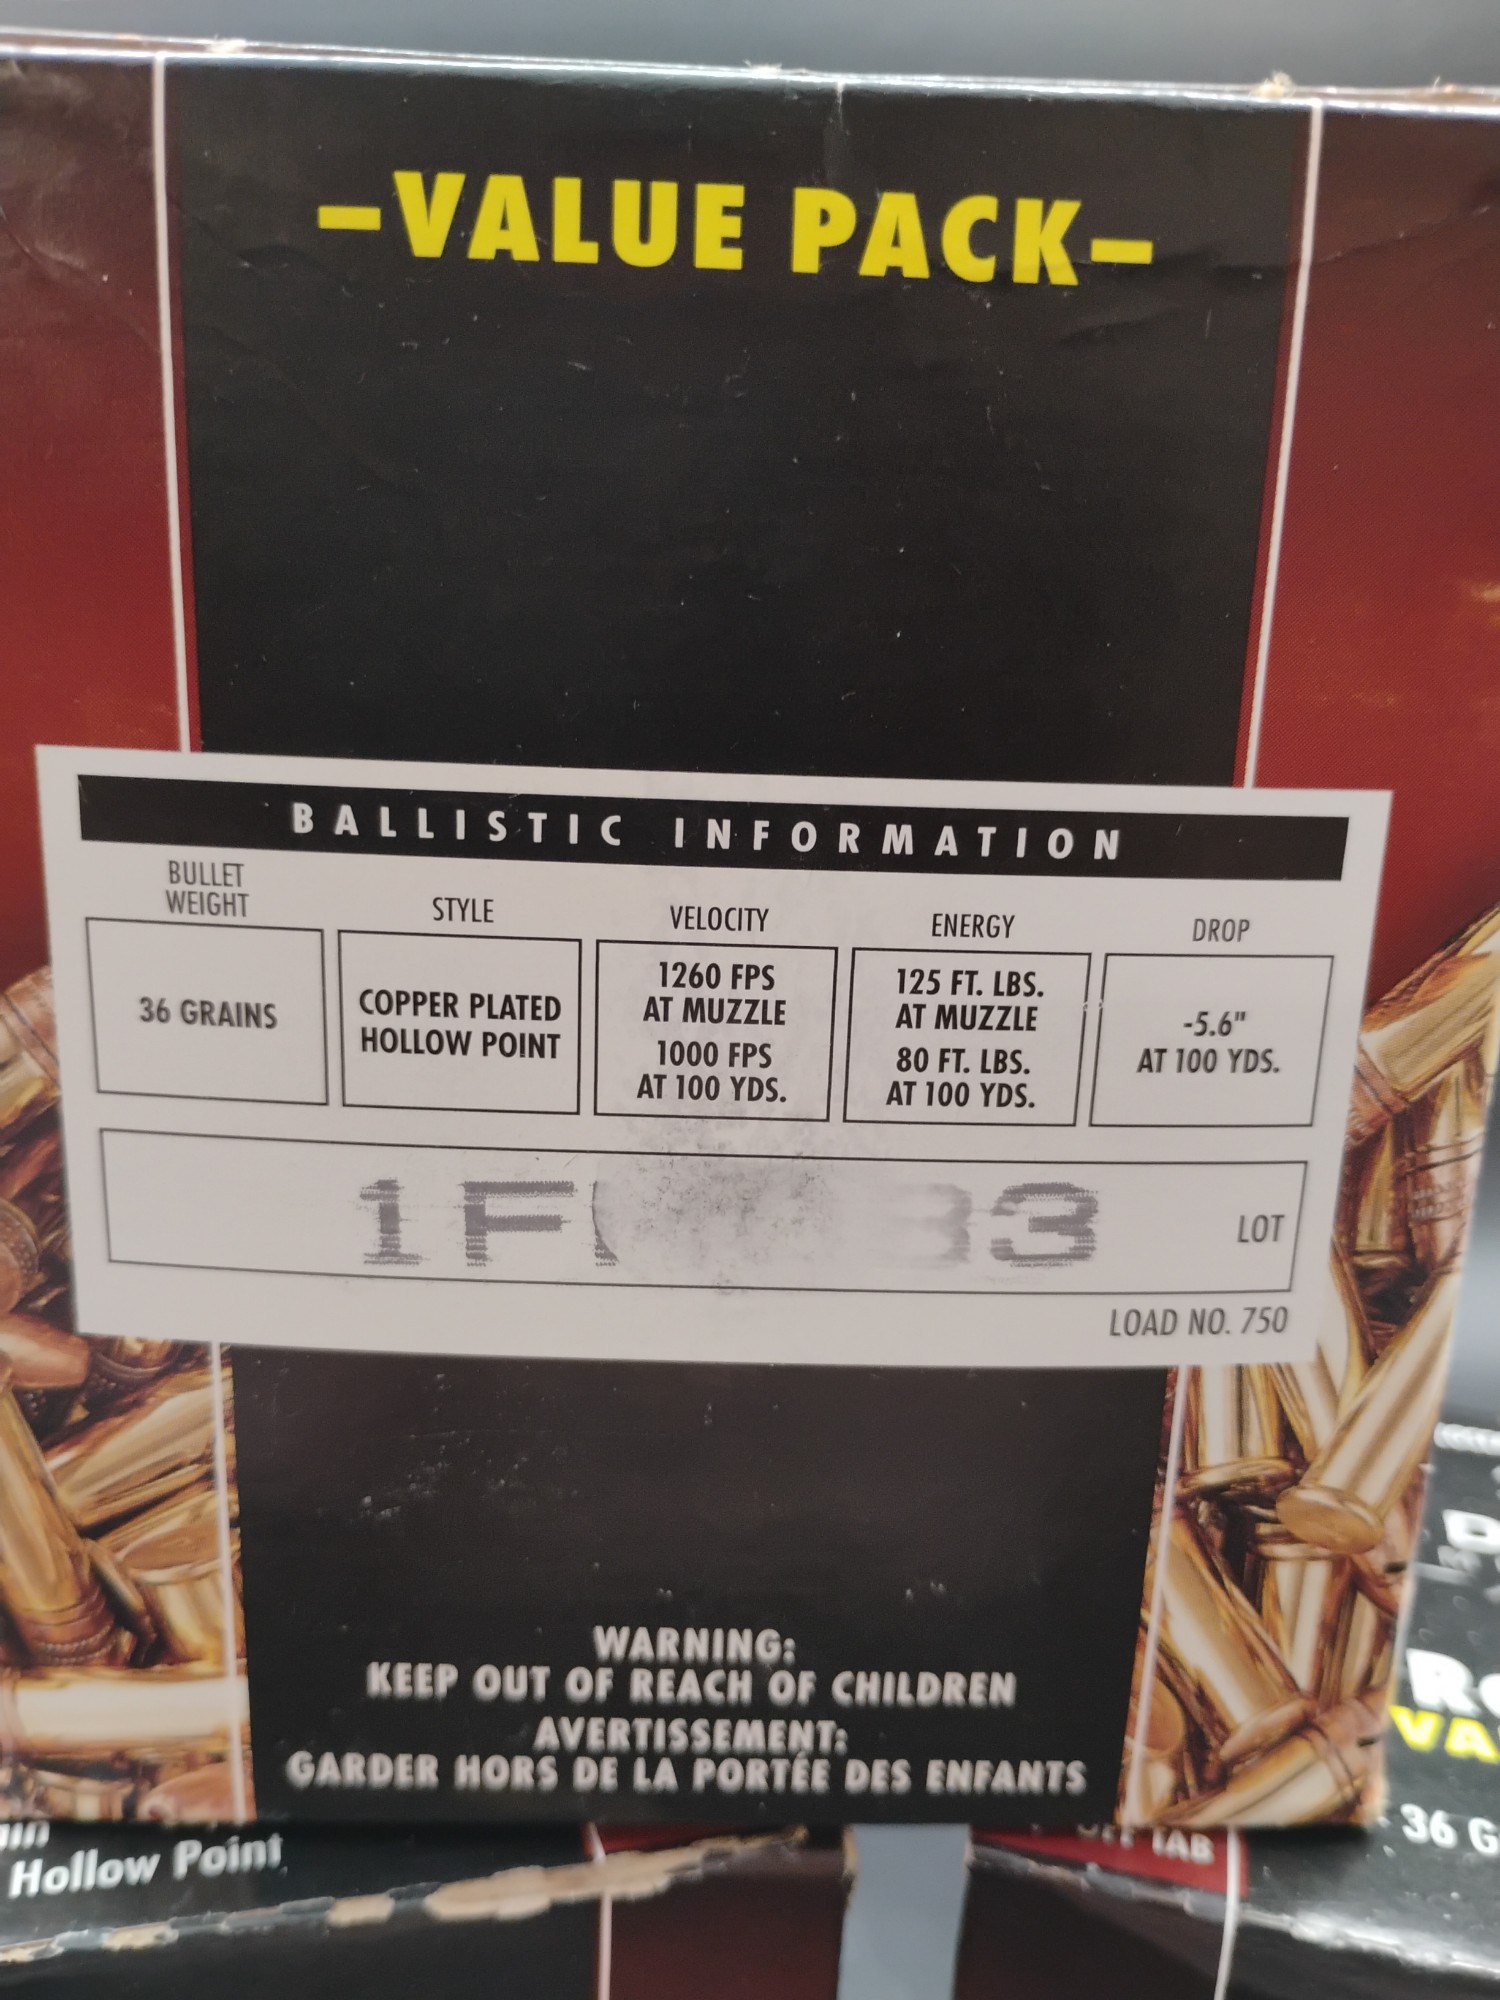 –VALUE PACK–
BALLISTIC INFORMATION
BULLET
WEIGHT
STYLE
VELOCITY
ENERGY
DROP
36 GRAINS
COPPER PLATED
HOLLOW POINT
1260 FPS
AT MUZZLE
1000 FPS
AT 100 YDS.
125 FT. LBS.
AT MUZZLE
80 FT. LBS.
AT 100 YDS.
-5.6"
AT 100 YDS.
LOT
LOAD NO. 750
WARNING:
KEEP OUT OF REACH OF CHILDREN
AVERTISSEMENT:
GARDER HORS DE LA PORTÉE DES ENFANTS
Hollow Point
TAB
36 G